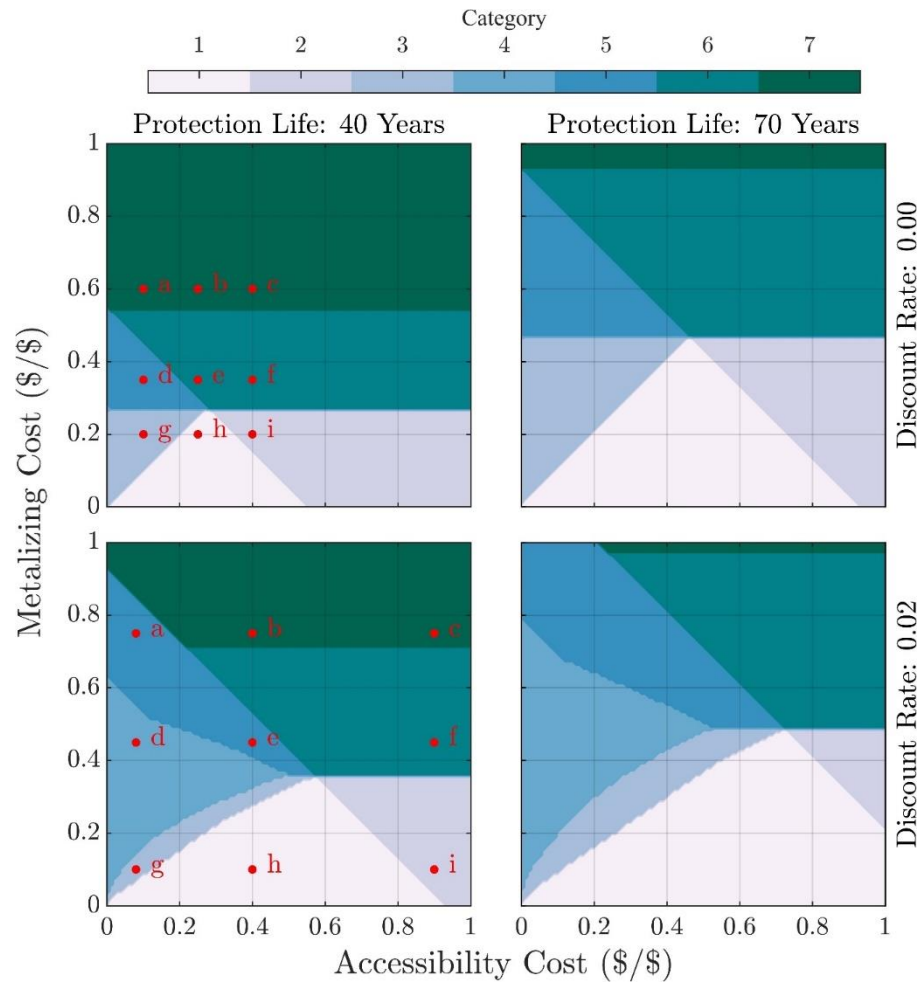 Category
1 2 3 4 5 6 7
Protection Life: 40 Years
Protection Life: 70 Years
1
0.8
0.6
0.4
0.2
0
a b c
d e f
g h i
Discount Rate: 0.00
Metalizing Cost ($/$)
1
0.8
0.6
0.4
0.2
0
a b c
d e f
g h i
Discount Rate: 0.02
0 0.2 0.4 0.6 0.8 1
0 0.2 0.4 0.6 0.8 1
Accessibility Cost ($/$)